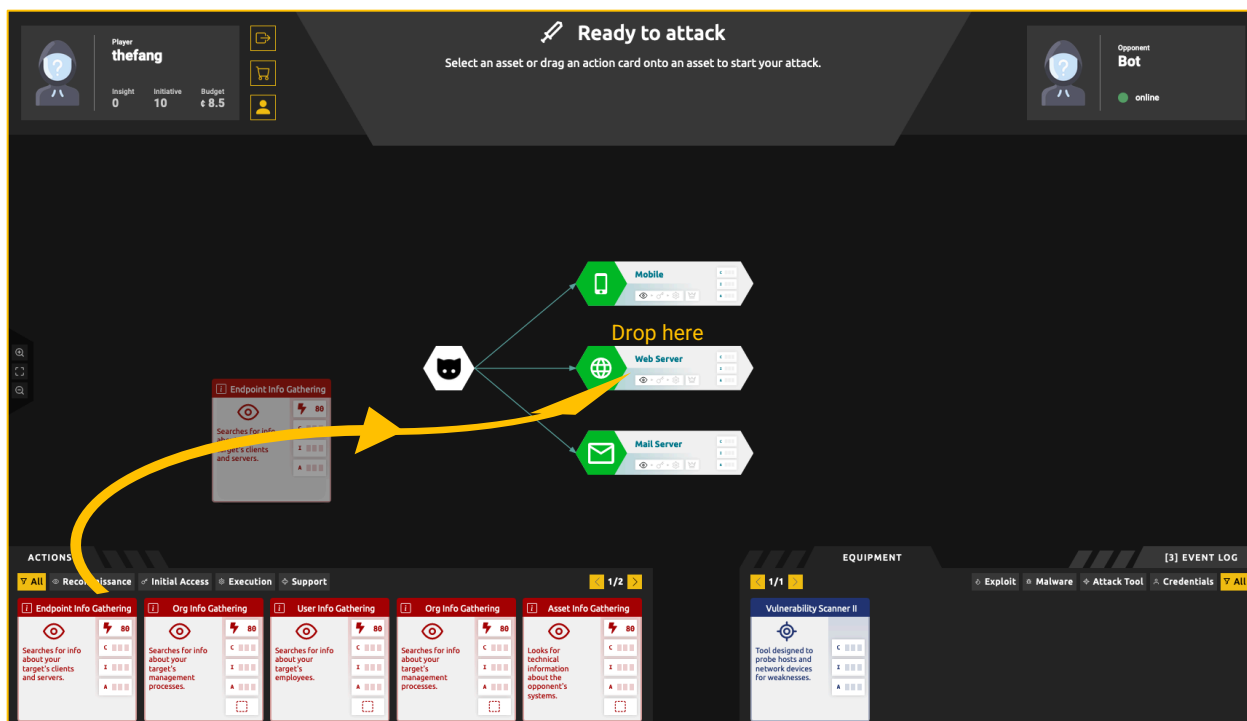 Player
thefang
Insight
0
Initiative
10
Budget
¢ 8.5
Ready to attack
Select an asset or drag an action card onto an asset to start your attack.
Opponent
Bot
online
Mobile
C
I
A
Drop here
Web Server
C
I
A
Mail Server
C
I
A
i Endpoint Info Gathering
80
Searches for info
target's clients
and servers.
I
A
ACTIONS
All
Initial Access
Execution
Support
1/2
i Endpoint Info Gathering
80
Searches for info
about your
target's clients
and servers.
C
I
A
i Org Info Gathering
80
Searches for info
about your
target's
management
processes.
C
I
A
i User Info Gathering
80
Searches for info
about your
target's
employees.
C
I
A
i Org Info Gathering
80
Searches for info
about your
target's
management
processes.
C
I
A
i Asset Info Gathering
80
Looks for
technical
information
about the
opponent's
systems.
C
I
A
EQUIPMENT
[3] EVENT LOG
1/1
Exploit
Malware
Attack Tool
Credentials
All
Vulnerability Scanner II
Tool designed to
probe hosts and
network devices
for weaknesses.
C
I
A